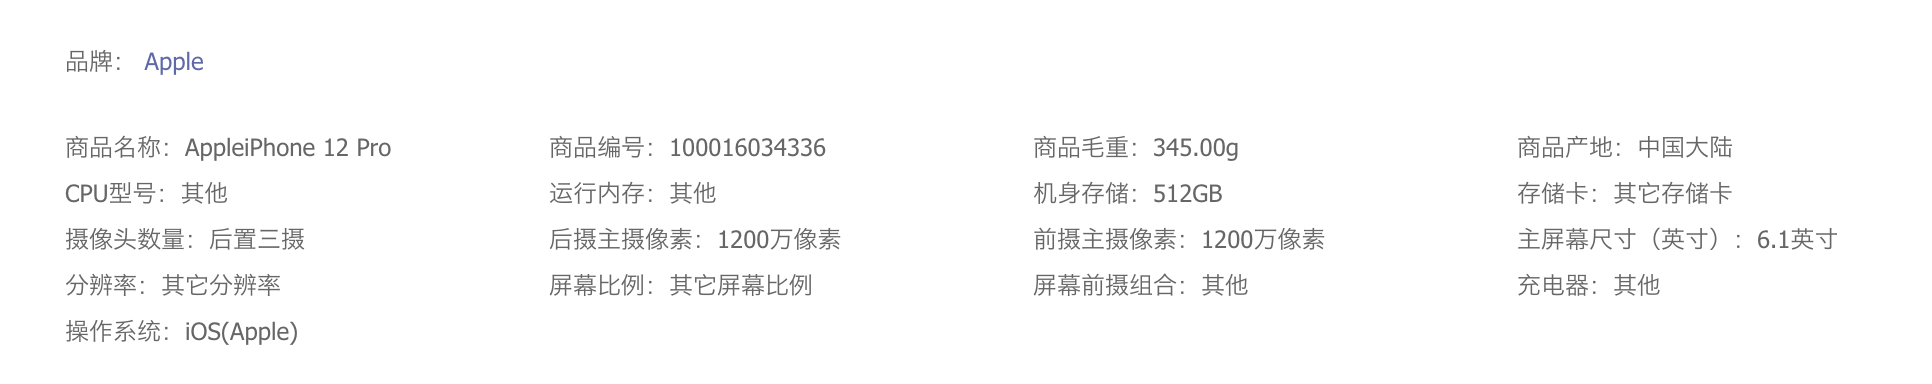 品牌： Apple
商品名称：AppleiPhone 12 Pro 商品编号：100016034336 商品毛重：345.00g 商品产地：中国大陆
CPU型号：其他 运行内存：其他 机身存储：512GB 存储卡：其它存储卡
摄像头数量：后置三摄 后摄主摄像素：1200万像素 前摄主摄像素：1200万像素 主屏幕尺寸（英寸）：6.1英寸
分辨率：其它分辨率 屏幕比例：其它屏幕比例 屏幕前摄组合：其他 充电器：其他
操作系统：iOS(Apple)